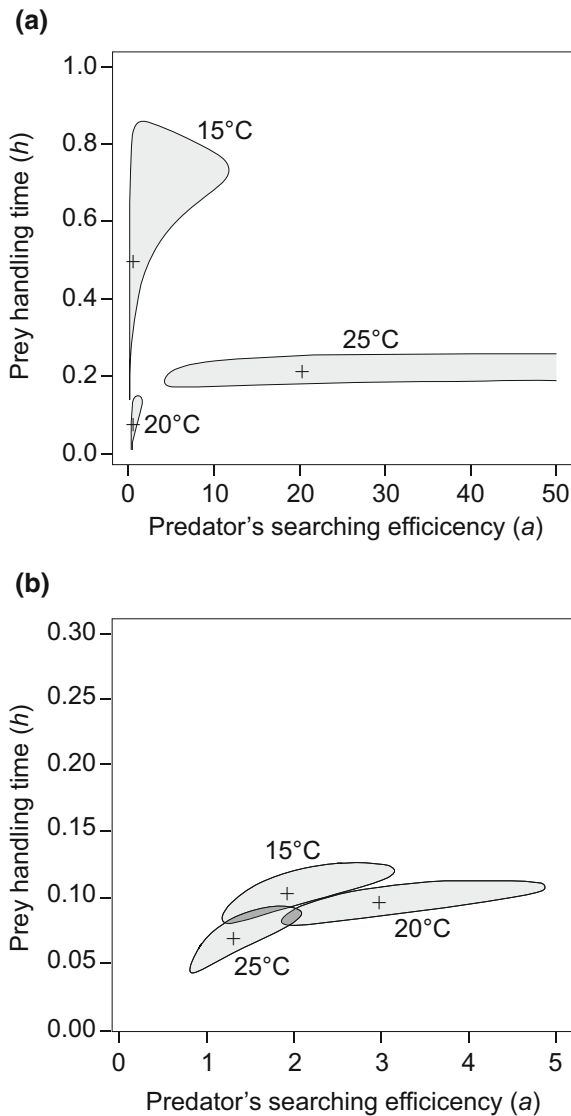 (a)
1.0
0.8
0.6
0.4
0.2
0.0
Prey handling time (h)
15°C
25°C
20°C
0 10 20 30 40 50
Predator's searching efficicency (a)
(b)
0.30
0.25
0.20
0.15
0.10
0.05
0.00
Prey handling time (h)
15°C
20°C
25°C
0 1 2 3 4 5
Predator's searching efficicency (a)